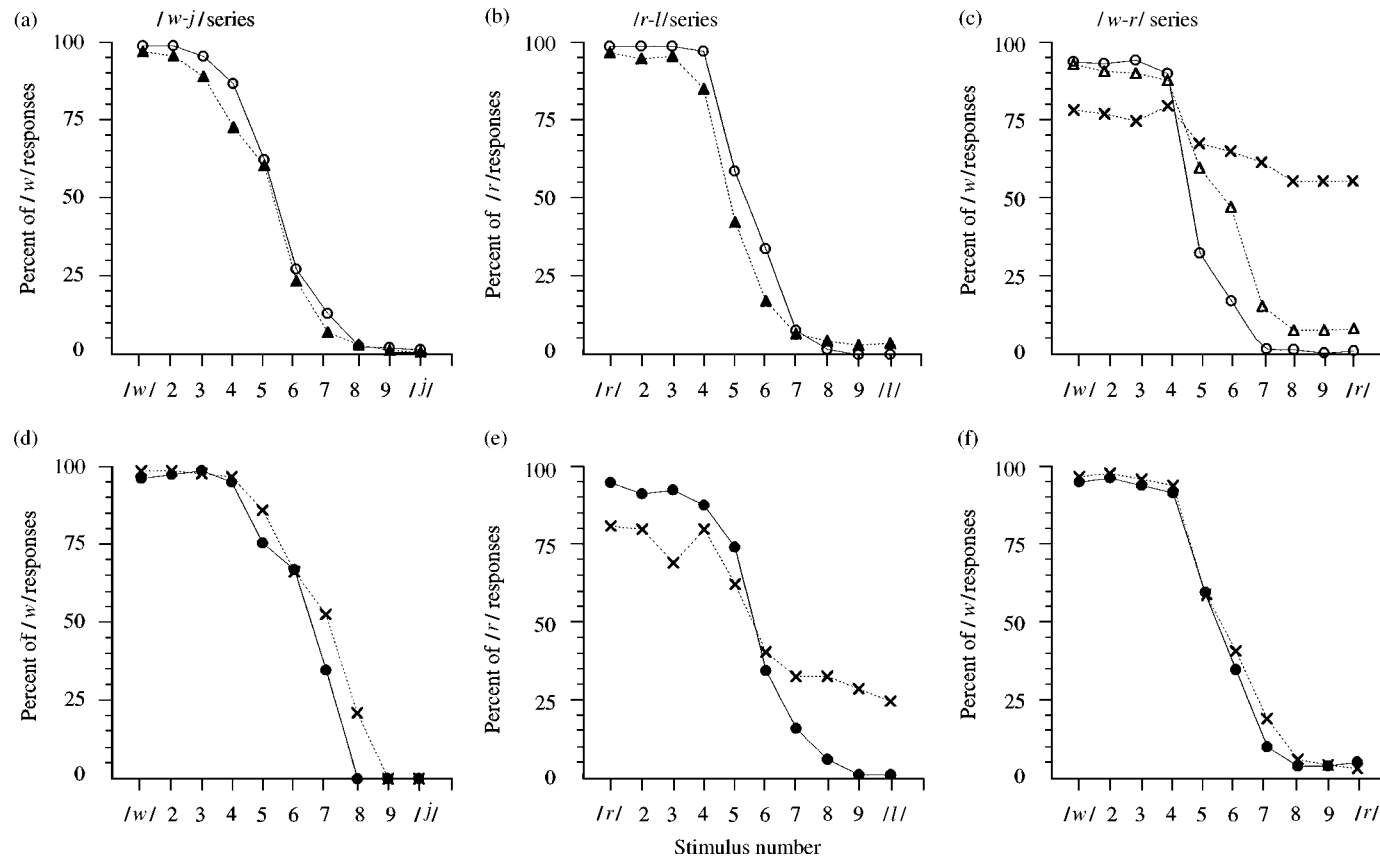 (a) /w-j/series
100
75
50
25
0
Percent of /w/responses
/w/ 2 3 4 5 6 7 8 9 /j/
(b) /r-l/series
100
75
50
25
0
Percent of /r/responses
/r/ 2 3 4 5 6 7 8 9 /l/
(c) /w-r/ series
100
75
50
25
0
Percent of /w/responses
/w/ 2 3 4 5 6 7 8 9 /r/
(d)
100
75
50
25
0
Percent of /w/responses
/w/ 2 3 4 5 6 7 8 9 /j/
(e)
100
75
50
25
0
Percent of /r/ responses
/r/ 2 3 4 5 6 7 8 9 /l/
(f)
100
75
50
25
0
Percent of /w/responses
/w/ 2 3 4 5 6 7 8 9 /r/
Stimulus number